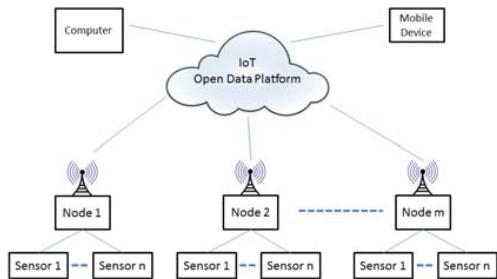 Computer
Mobile
Device
IoT
Open Data Platform
Node 1
Node 2
Node m
Sensor 1
Sensor n
Sensor 1
Sensor n
Sensor 1
Sensor n